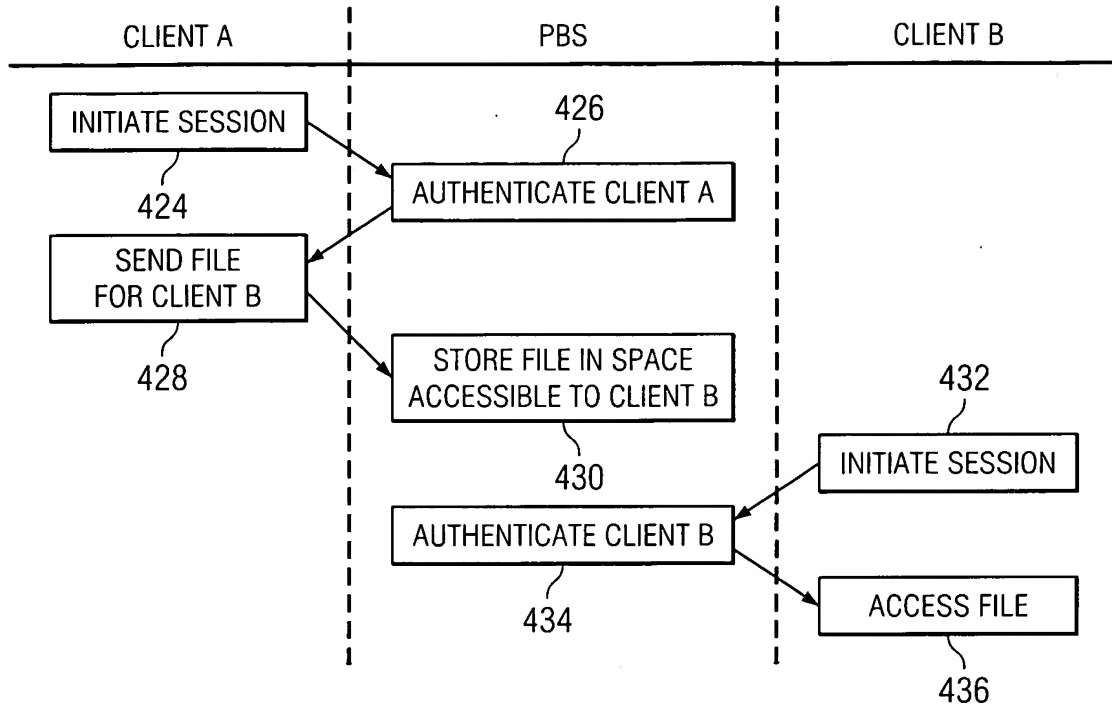 CLIENT A
PBS
CLIENT B
INITIATE SESSION
424
426
AUTHENTICATE CLIENT A
SEND FILE
FOR CLIENT B
428
STORE FILE IN SPACE
ACCESSIBLE TO CLIENT B
430
432
INITIATE SESSION
AUTHENTICATE CLIENT B
434
ACCESS FILE
436